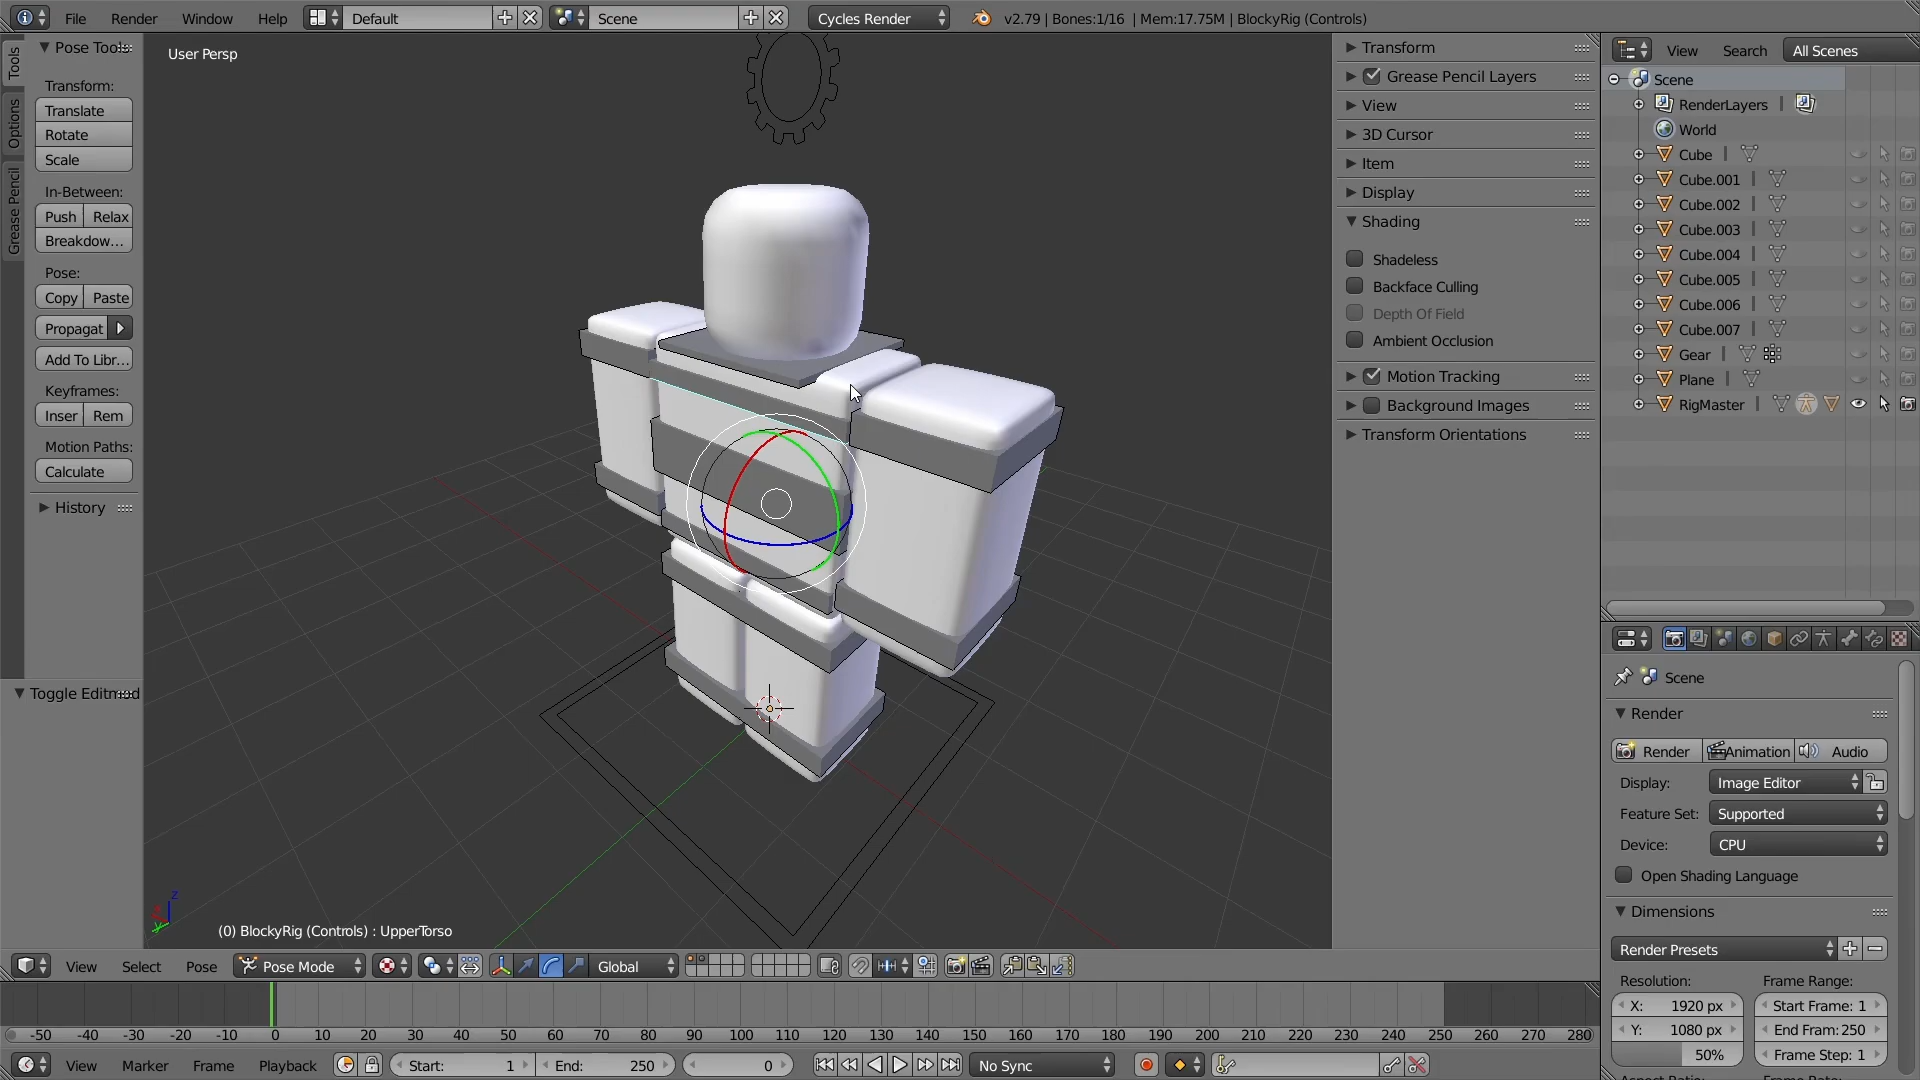 File Render Window Help Default Scene Cycles Render v2.79 | Bones:1/16 | Mem:17.75M | BlockyRig (Controls)
Tools
Options
Grease Pencil
Pose Tools
Transform:
Translate
Rotate
Scale
In-Between:
Push Relax
Breakdow...
Pose:
Copy Paste
Propagat
Add To Libr...
Keyframes:
Inser Rem
Motion Paths:
Calculate
History
Toggle Editmod
User Persp
z
y
(0) BlockyRig (Controls) : UpperTorso
Transform
Grease Pencil Layers
View
3D Cursor
Item
Display
Shading
Shadeless
Backface Culling
Depth Of Field
Ambient Occlusion
Motion Tracking
Background Images
Transform Orientations
View Search All Scenes
Scene
RenderLayers
World
Cube
Cube.001
Cube.002
Cube.003
Cube.004
Cube.005
Cube.006
Cube.007
Gear
Plane
RigMaster
Scene
Render
Render Animation Audio
Display: Image Editor
Feature Set: Supported
Device: CPU
Open Shading Language
Dimensions
Render Presets
Resolution: Frame Range:
X: 1920 px Start Frame: 1
Y: 1080 px End Fram: 250
50% Frame Step: 1
View Select Pose Pose Mode Global
-50 -40 -30 -20 -10 0 10 20 30 40 50 60 70 80 90 100 110 120 130 140 150 160 170 180 190 200 210 220 230 240 250 260 270 280
View Marker Frame Playback Start: 1 End: 250 0 No Sync